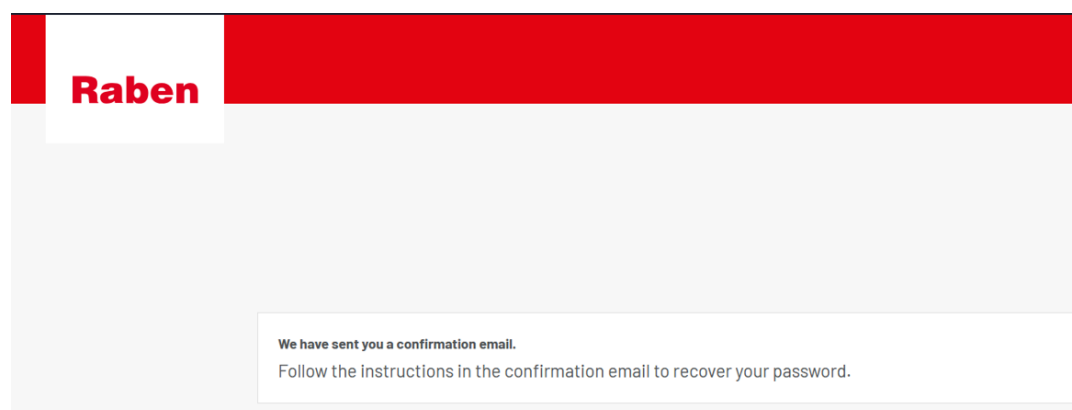 Raben
We have sent you a confirmation email.
Follow the instructions in the confirmation email to recover your password.